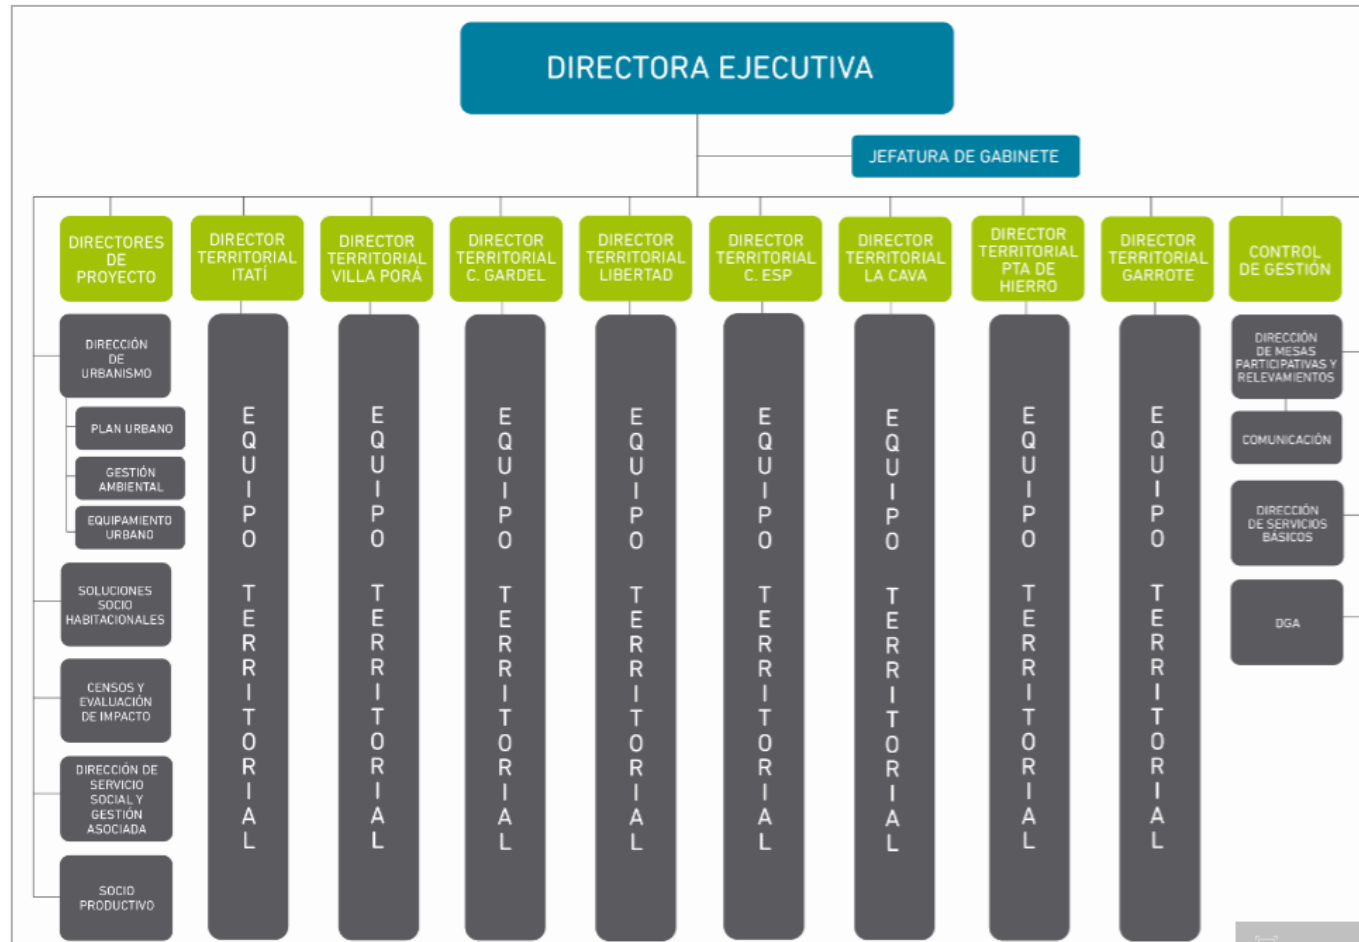 DIRECTORA EJECUTIVA
JEFATURA DE GABINETE
DIRECTORES
DE
PROYECTO
DIRECTOR
TERRITORIAL
ITATÍ
DIRECTOR
TERRITORIAL
VILLA PORÁ
DIRECTOR
TERRITORIAL
C. GARDEL
DIRECTOR
TERRITORIAL
LIBERTAD
DIRECTOR
TERRITORIAL
C. ESP
DIRECTOR
TERRITORIAL
LA CAVA
DIRECTOR
TERRITORIAL
PTA DE
HIERRO
DIRECTOR
TERRITORIAL
GARROTE
CONTROL
DE GESTIÓN
DIRECCIÓN
DE
URBANISMO
PLAN URBANO
GESTIÓN
AMBIENTAL
EQUIPAMIENTO
URBANO
SOLUCIONES
SOCIO
HABITACIONALES
CENSOS Y
EVALUACIÓN
DE IMPACTO
DIRECCIÓN DE
SERVICIO
SOCIAL Y
GESTIÓN
ASOCIADA
SOCIO
PRODUCTIVO
EQUIPO TERRITORIAL
EQUIPO TERRITORIAL
EQUIPO TERRITORIAL
EQUIPO TERRITORIAL
EQUIPO TERRITORIAL
EQUIPO TERRITORIAL
EQUIPO TERRITORIAL
EQUIPO TERRITORIAL
DIRECCIÓN
DE MESAS
PARTICIPATIVAS Y
RELEVAMIENTOS
COMUNICACIÓN
DIRECCIÓN
DE SERVICIOS
BÁSICOS
DGA